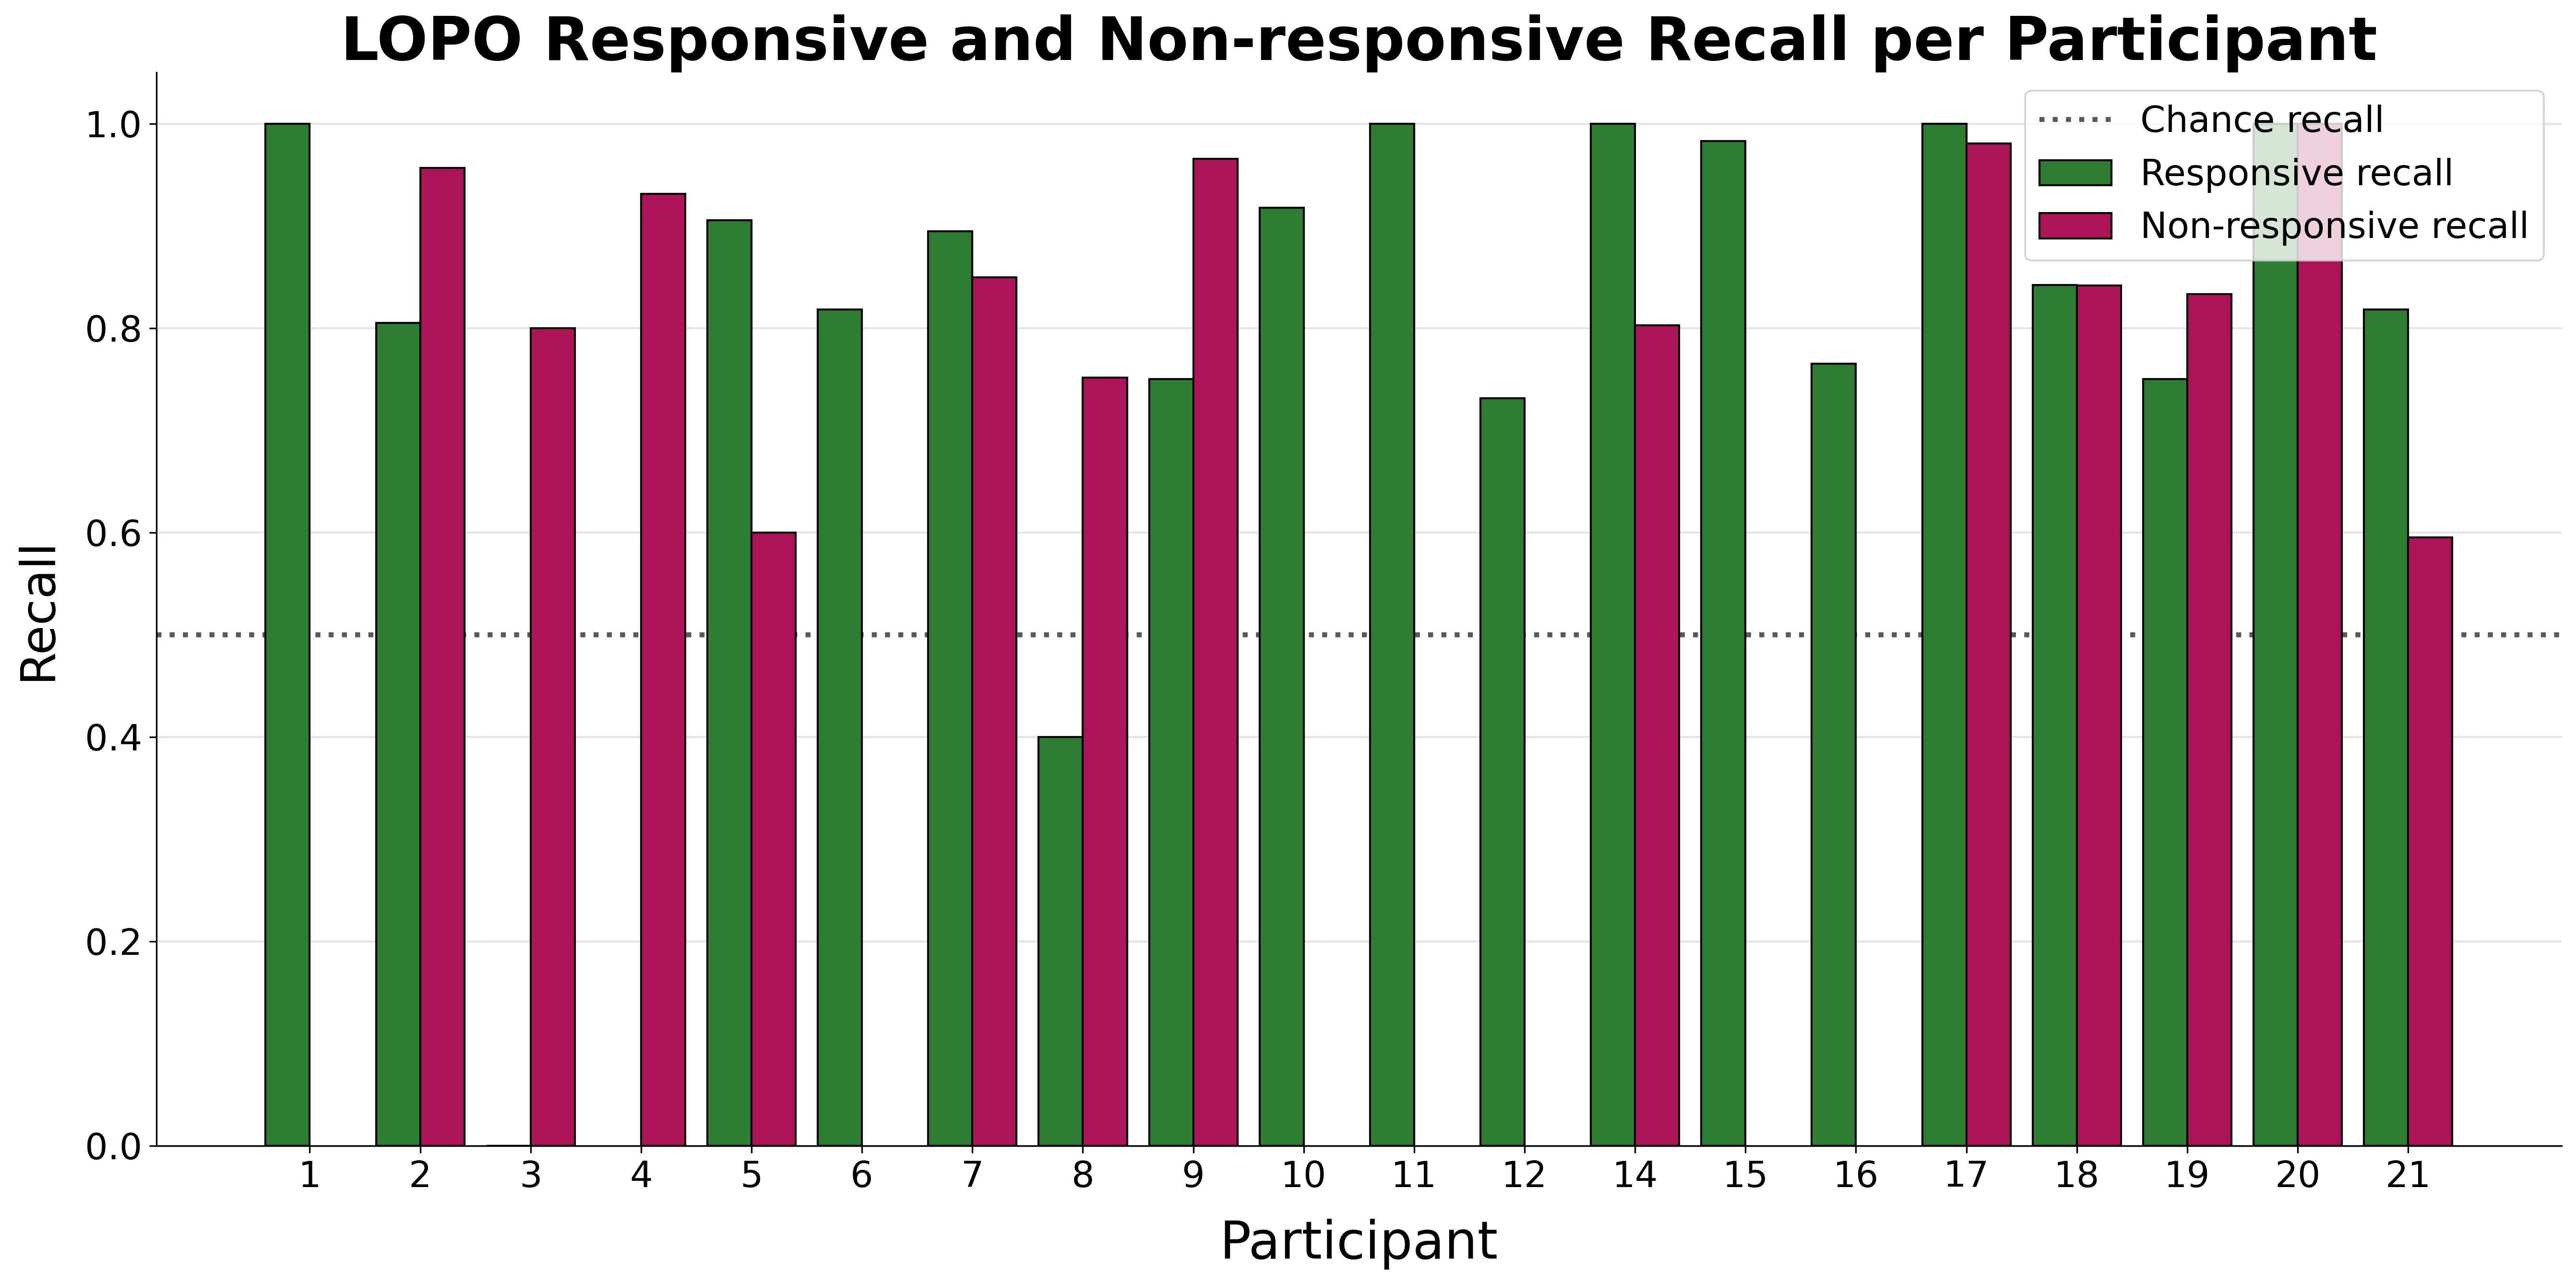 LOPO Responsive and Non-responsive Recall per Participant
Chance recall
Responsive recall
Non-responsive recall
Recall
1.0
0.8
0.6
0.4
0.2
0.0
1 2 3 4 5 6 7 8 9 10 11 12 14 15 16 17 18 19 20 21
Participant